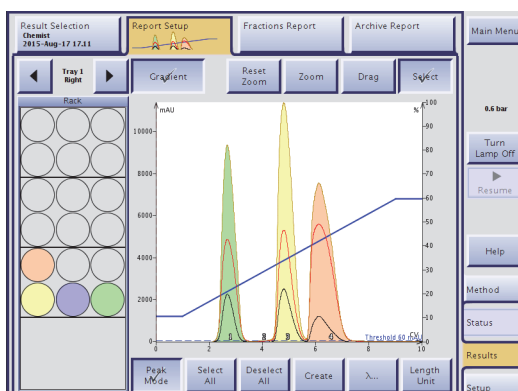 Result Selection
Chemist
2015-Aug-17 17.11
Report Setup
Fractions Report
Archive Report
Main Menu
Tray 1
Right
Gradient
Reset
Zoom
Zoom
Drag
Select
0.6 bar
Rack
mAU
%
10000
8000
6000
4000
2000
0
100
90
80
70
60
50
40
30
20
10
0
0
2
4
6
8
10
CV
Threshold 60 mAU
Turn
Lamp Off
Resume
Help
Method
Status
Results
Setup
Peak
Mode
Select
All
Deselect
All
Create
λ...
Length
Unit